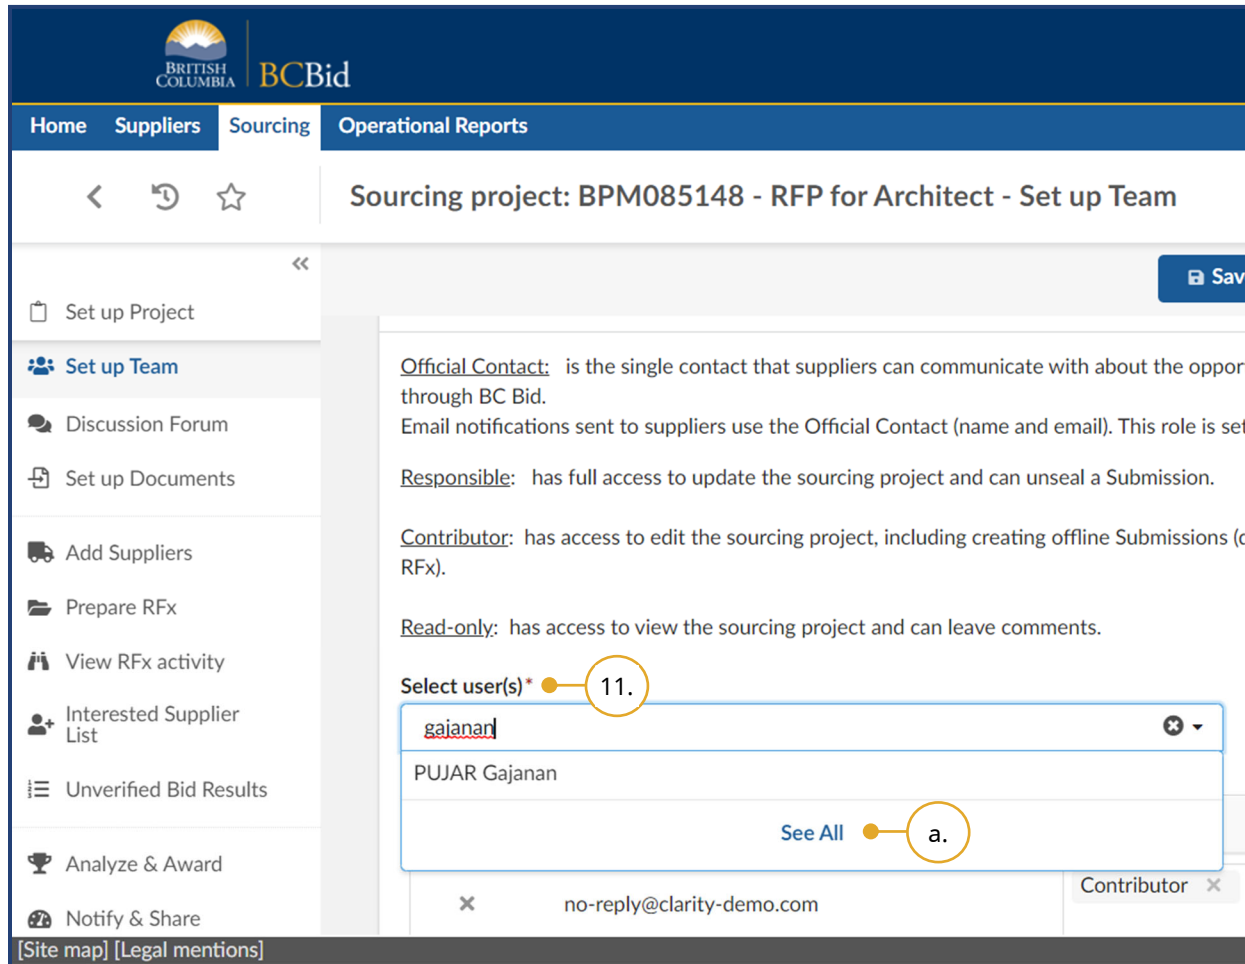 BRITISH
COLUMBIA
BCBid
Home Suppliers Sourcing Operational Reports
Sourcing project: BPM085148 - RFP for Architect - Set up Team
Sav
Set up Project
Set up Team
Discussion Forum
Set up Documents
Add Suppliers
Prepare RFx
View RFx activity
Interested Supplier
List
Unverified Bid Results
Analyze & Award
Notify & Share
Official Contact: is the single contact that suppliers can communicate with about the oppor
through BC Bid.
Email notifications sent to suppliers use the Official Contact (name and email). This role is set
Responsible: has full access to update the sourcing project and can unseal a Submission.
Contributor: has access to edit the sourcing project, including creating offline Submissions (
RFx).
Read-only: has access to view the sourcing project and can leave comments.
Select user(s)* 11.
gajanan
PUJAR Gajanan
See All a.
no-reply@clarity-demo.com
Contributor
[Site map] [Legal mentions]